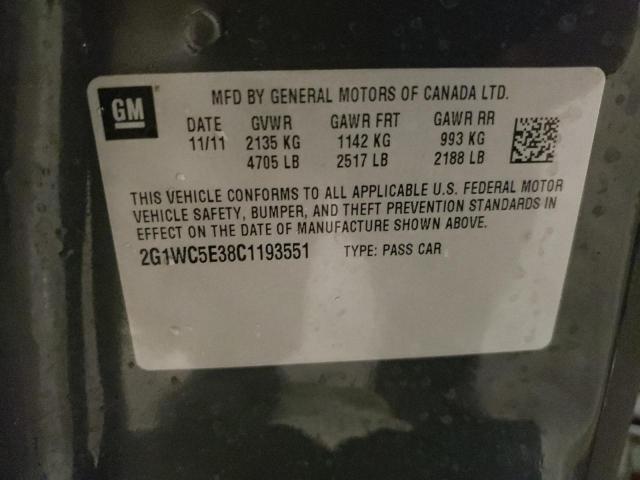 GM
MFD BY GENERAL MOTORS OF CANADA LTD.
DATE GVWR GAWR FRT GAWR RR
11/11 2135 KG 1142 KG 993 KG
4705 LB 2517 LB 2188 LB
THIS VEHICLE CONFORMS TO ALL APPLICABLE U.S. FEDERAL MOTOR
VEHICLE SAFETY, BUMPER, AND THEFT PREVENTION STANDARDS IN
EFFECT ON THE DATE OF MANUFACTURE SHOWN ABOVE.
2G1WC5E38C1193551 TYPE: PASS CAR